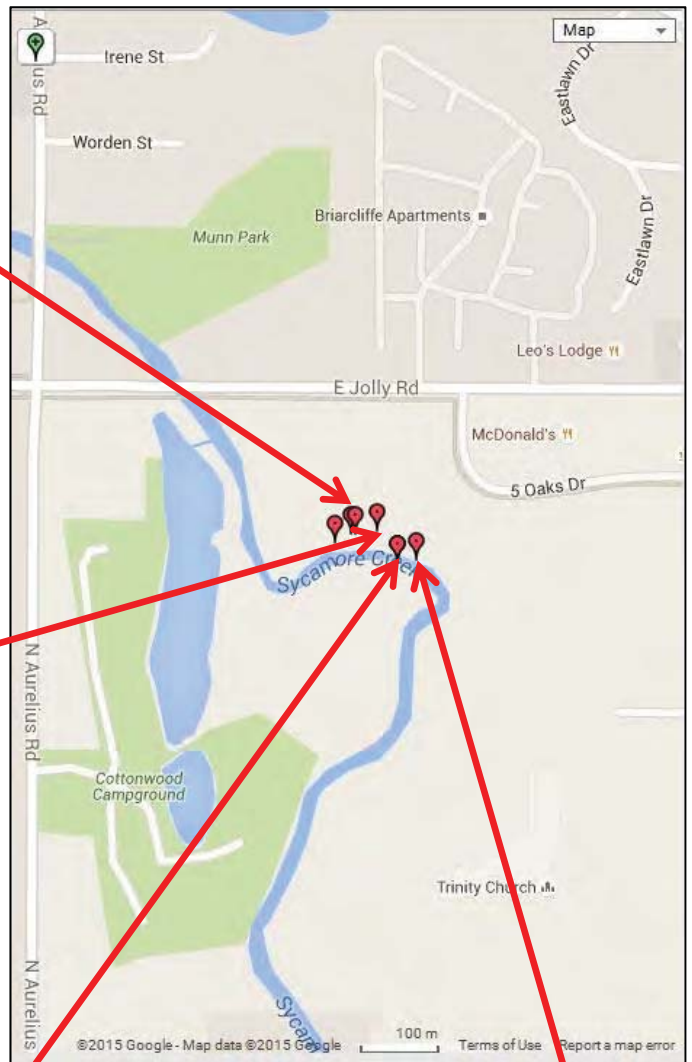 Map
A
us Rd
Irene St
Eastlawn Dr
Worden St
Briarcliffe Apartments
Munn Park
Eastlawn Dr
Leo's Lodge
E Jolly Rd
McDonald's
5 Oaks Dr
Sycamore Creek
N Aurelius Rd
Cottonwood
Campground
Trinity Church
N Aurelius
Sycam
©2015 Google - Map data ©2015 Google
100 m
Terms of Use
Report a map error